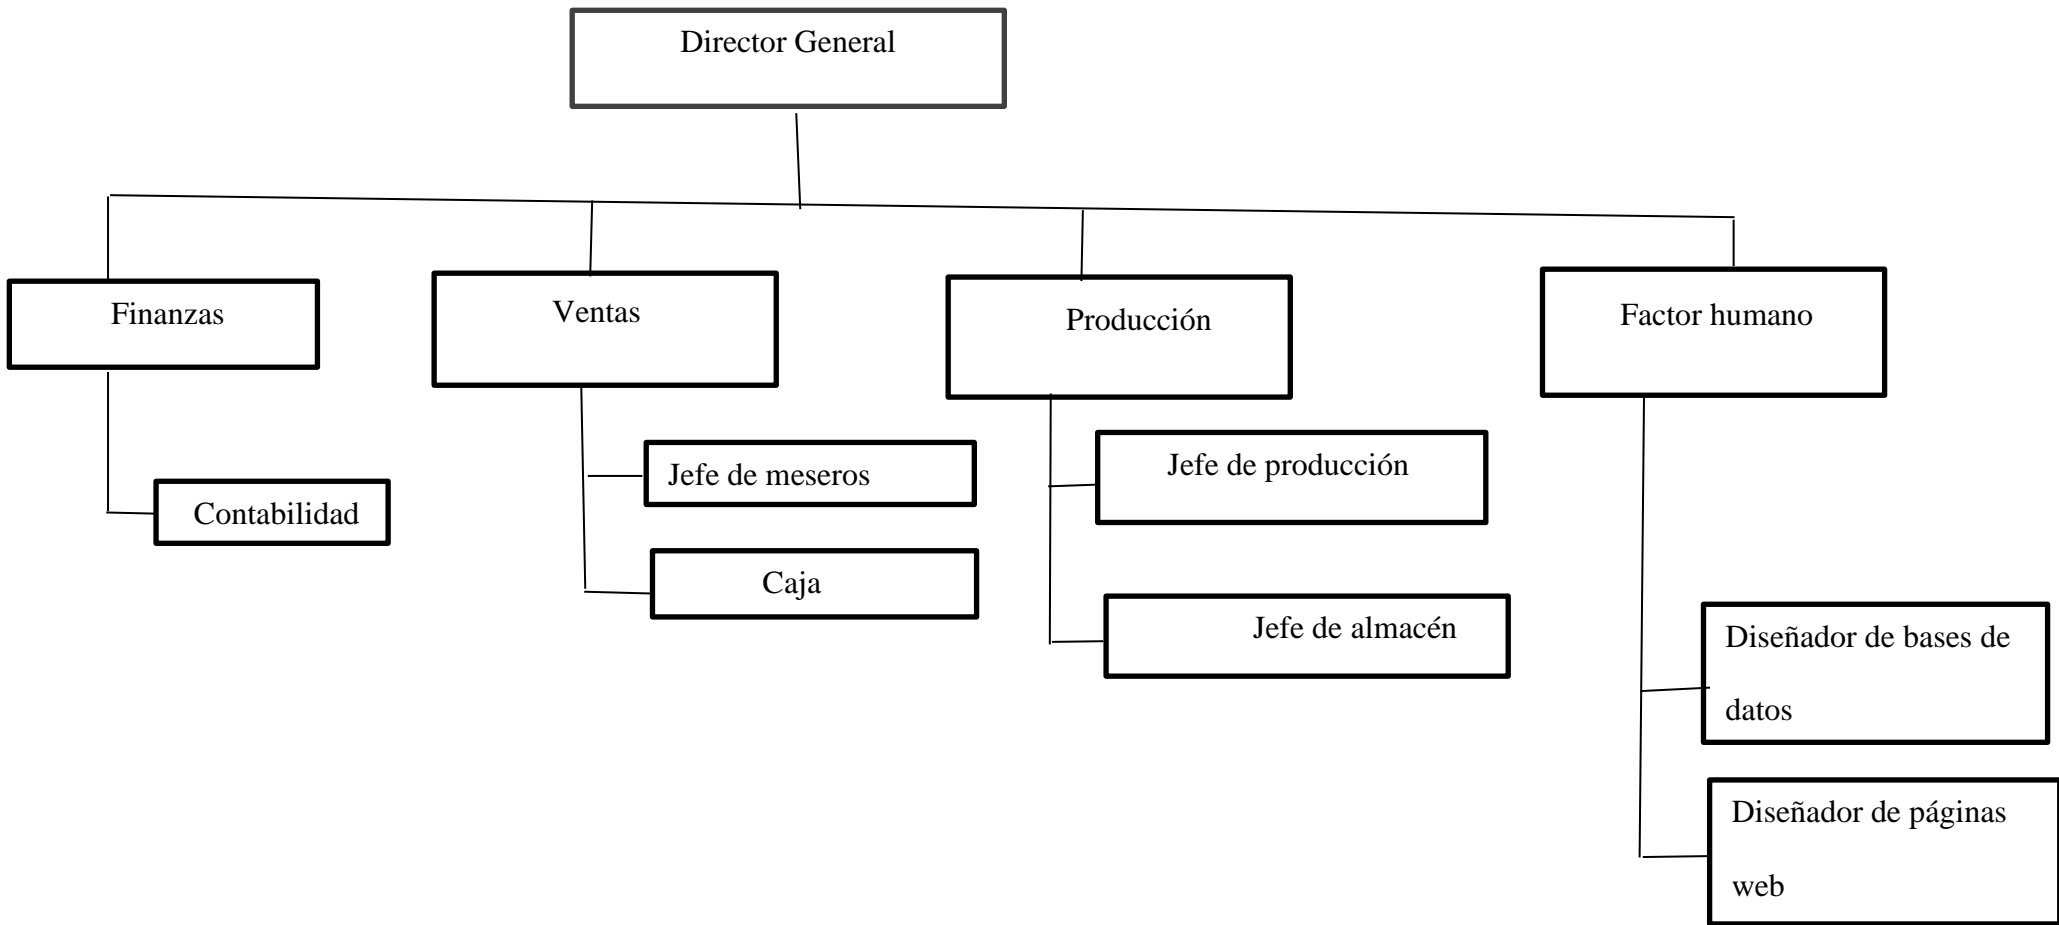 Director General
Finanzas
Ventas
Producción
Factor humano
Contabilidad
Jefe de meseros
Caja
Jefe de producción
Jefe de almacén
Diseñador de bases de
datos
Diseñador de páginas
web